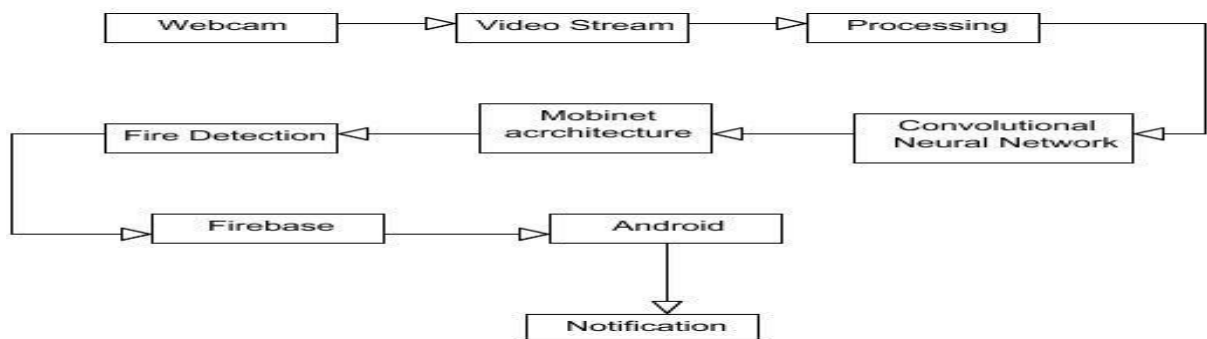 Webcam
Video Stream
Processing
Convolutional
Neural Network
Mobinet
acrchitecture
Fire Detection
Firebase
Android
Notification